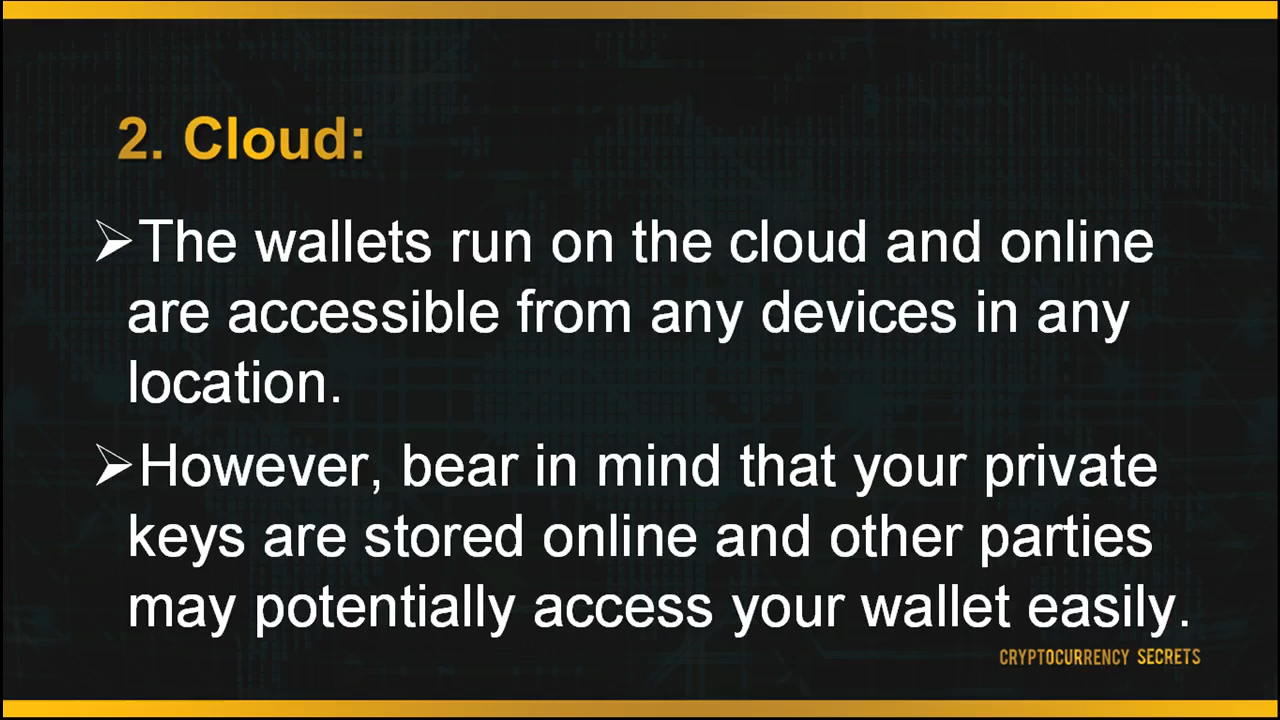 2. Cloud:
➢The wallets run on the cloud and online
are accessible from any devices in any
location.
➢However, bear in mind that your private
keys are stored online and other parties
may potentially access your wallet easily.
CRYPTOCURRENCY SECRETS